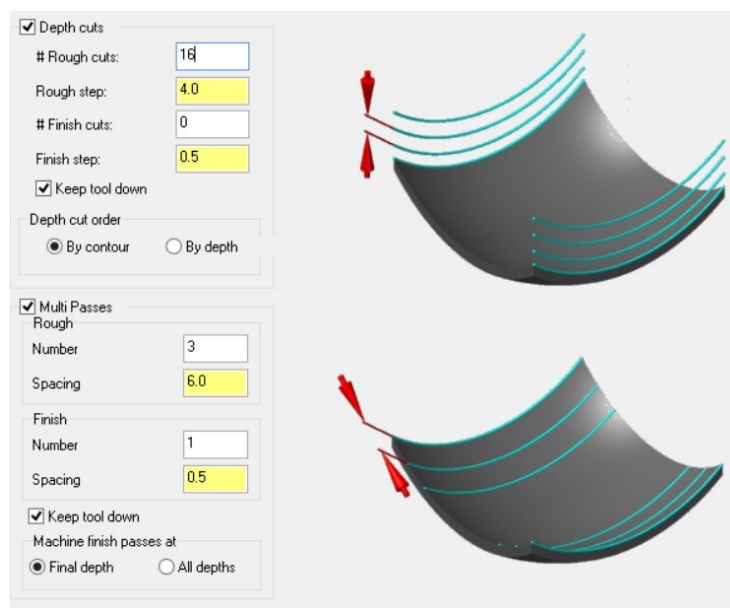 Depth cuts
# Rough cuts: 16
Rough step: 4.0
# Finish cuts: 0
Finish step: 0.5
Keep tool down
Depth cut order
By contour By depth
Multi Passes
Rough
Number 3
Spacing 6.0
Finish
Number 1
Spacing 0.5
Keep tool down
Machine finish passes at
Final depth All depths